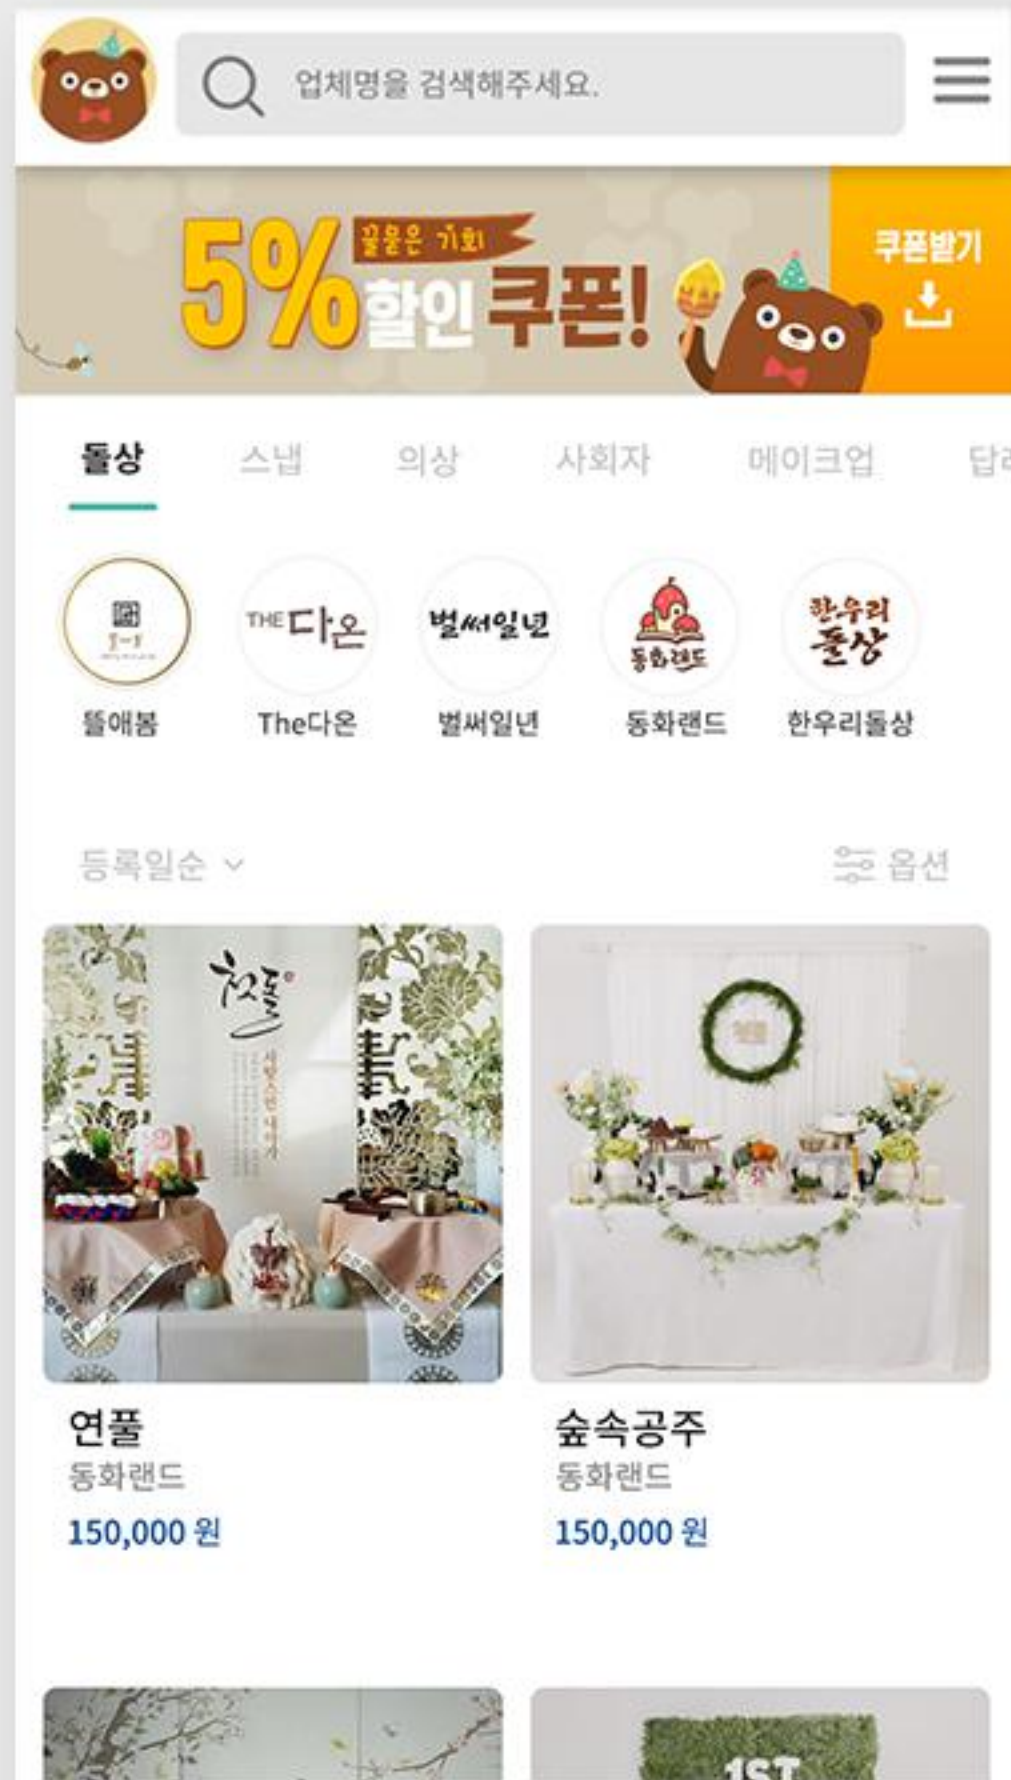 업체명을 검색해주세요.
5% 꿀묻은 기회
할인 쿠폰!
쿠폰받기
돌상 스냅 의상 사회자 메이크업
THE 다온
벌써일년
동화랜드
한우리
돌상
뜰애봄 The다온 벌써일년 동화랜드 한우리돌상
등록일순 옵션
첫돌
연풀 숲속공주
동화랜드 동화랜드
150,000 원 150,000 원
1ST